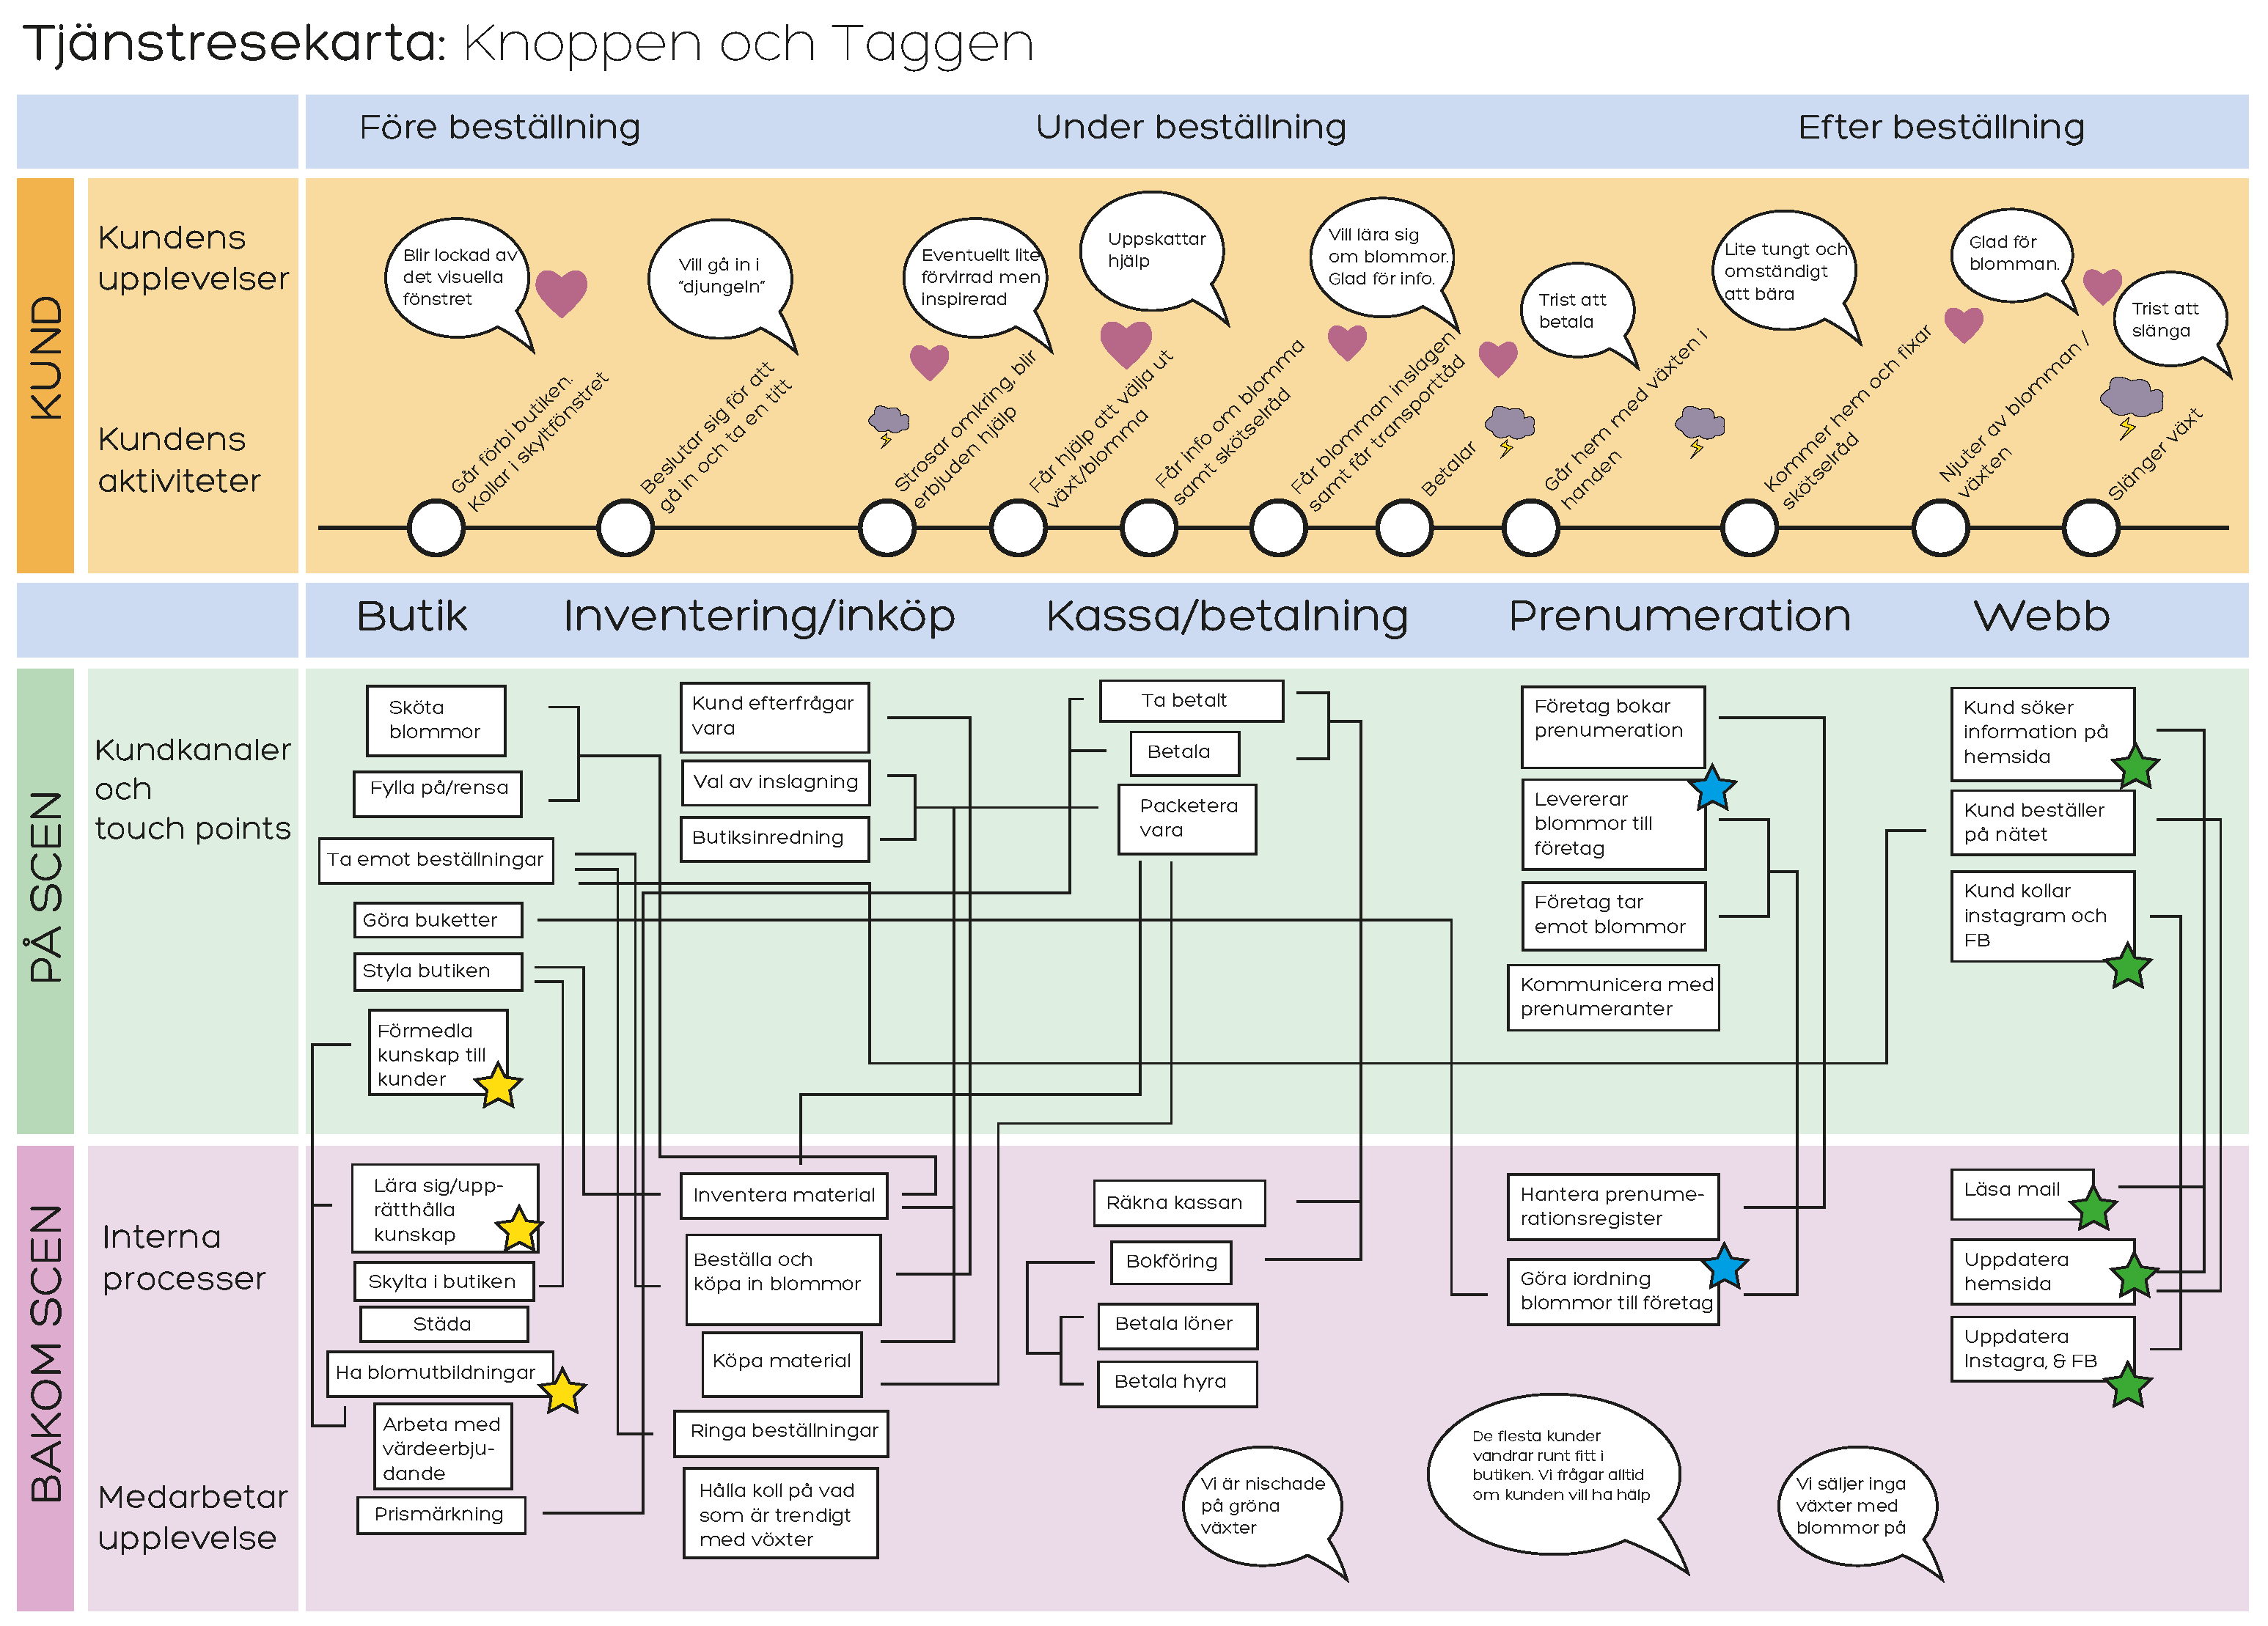 Tjänstresekarta: Knoppen och Taggen
Före beställning
Under beställning
Efter beställning
KUND
Kundens
upplevelser
Blir lockad av
det visuella
fönstret
Vill gå in i
"djungeln"
Eventuellt lite
förvirrad men
inspirerad
Uppskattar
hjälp
Vill lära sig
om blommor.
Glad för info.
Trist att
betala
Lite tungt och
omständigt
att bära
Glad för
blomman.
Trist att
slänga
Kundens
aktiviteter
Går förbi butiken.
Kollar i skyltfönstret
Beslutar sig för att
gå in och ta en titt
Strosar omkring, blir
erbjuden hjälp
Får hjälp att välja ut
växt/blomma
Får info om blomma
samt skötselråd
Får blomman inslagen
samt får transporttåd
Betalar
Går hem med växten i
handen
Kommer hem och fixar
skötselråd
Njuter av blomman /
växten
Slänger växt
Butik
Inventering/inköp
Kassa/betalning
Prenumeration
Webb
PÅ SCEN
Kundkanaler
och
touch points
Sköta
blommor
Fylla på/rensa
Ta emot beställningar
Göra buketter
Styla butiken
Förmedla
kunskap till
kunder
Kund efterfrågar
vara
Val av inslagning
Butiksinredning
Ta betalt
Betala
Packetera
vara
Företag bokar
prenumeration
Levererar
blommor till
företag
Företag tar
emot blommor
Kommunicera med
prenumeranter
Kund söker
information på
hemsida
Kund beställer
på nätet
Kund kollar
instagram och
FB
BAKOM SCEN
Interna
processer
Medarbetar
upplevelse
Lära sig/upp-
rätthålla
kunskap
Skylta i butiken
Städa
Ha blomutbildningar
Arbeta med
värdeerbju-
dande
Prismärkning
Inventera material
Beställa och
köpa in blommor
Köpa material
Ringa beställningar
Hålla koll på vad
som är trendigt
med vöxter
Räkna kassan
Bokföring
Betala löner
Betala hyra
Vi är nischade
på gröna
växter
Hantera prenume-
rationsregister
Göra iordning
blommor till företag
De flesta kunder
vandrar runt fitt i
butiken. Vi frågar alltid
om kunden vill ha hälp
Läsa mail
Uppdatera
hemsida
Uppdatera
Instagra, & FB
Vi säljer inga
växter med
blommor på